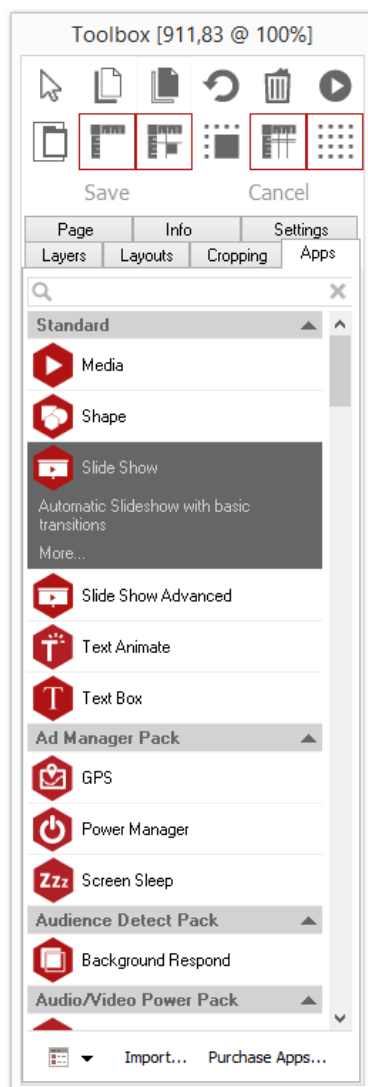 Toolbox [911,83 @ 100%]
Save Cancel
Page Info Settings
Layers Layouts Cropping Apps
Standard
Media
Shape
Slide Show
Automatic Slideshow with basic
transitions
More...
Slide Show Advanced
T Text Animate
T Text Box
Ad Manager Pack
GPS
Power Manager
Zzz Screen Sleep
Audience Detect Pack
Background Respond
Audio/Video Power Pack
Import... Purchase Apps...